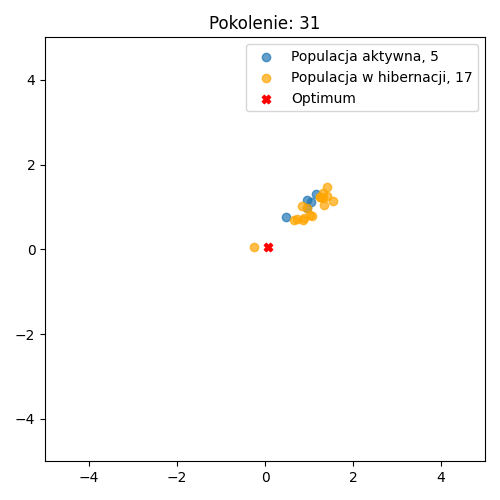 Pokolenie: 31
Populacja aktywna, 5
Populacja w hibernacji, 17
Optimum
4
2
0
−2
−4
−4
−2
0
2
4